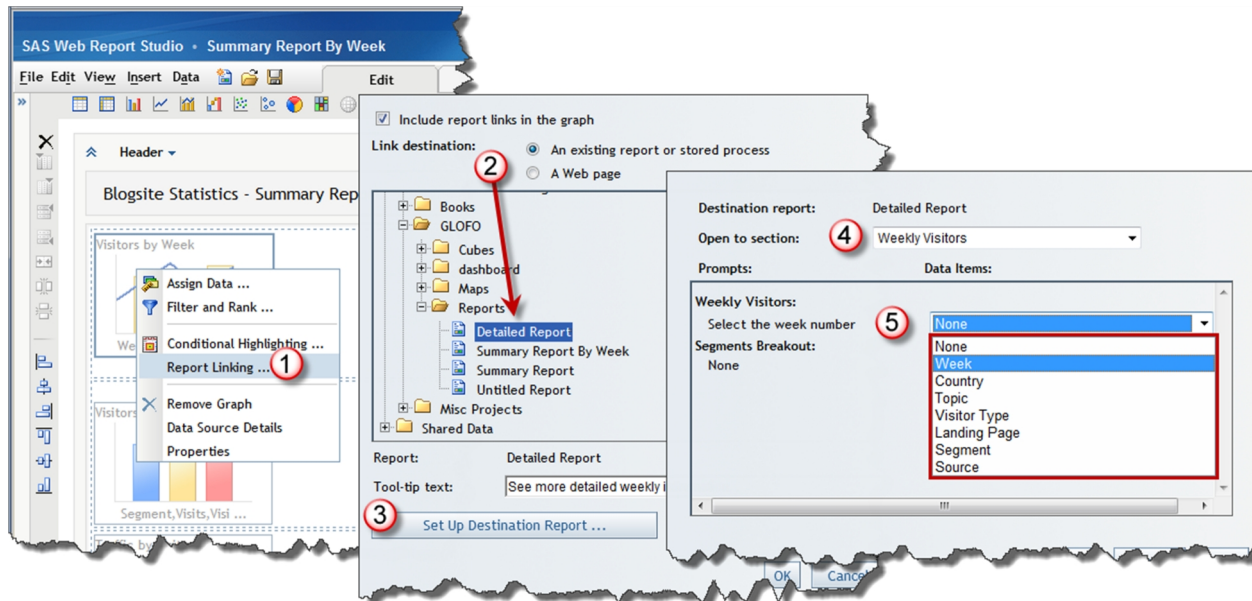 SAS Web Report Studio • Summary Report By Week
File Edit View Insert Data
Edit
Header
Blogsite Statistics - Summary Rep
Visitors by Week
We
Assign Data ...
Filter and Rank ...
Conditional Highlighting ...
Report Linking ...
1
Remove Graph
Data Source Details
Properties
Visitors
Segment,Visits,Visi ...
Traffic by
Include report links in the graph
Link destination:
An existing report or stored process
A Web page
2
Books
GLOFO
Cubes
dashboard
Maps
Reports
Detailed Report
Summary Report By Week
Summary Report
Untitled Report
Misc Projects
Shared Data
Report: Detailed Report
Tool-tip text: See more detailed weekly i
3
Set Up Destination Report ...
OK Cancel
Destination report: Detailed Report
Open to section: 4 Weekly Visitors
Prompts: Data Items:
Weekly Visitors:
Select the week number 5 None
Segments Breakout:
None
None
Week
Country
Topic
Visitor Type
Landing Page
Segment
Source